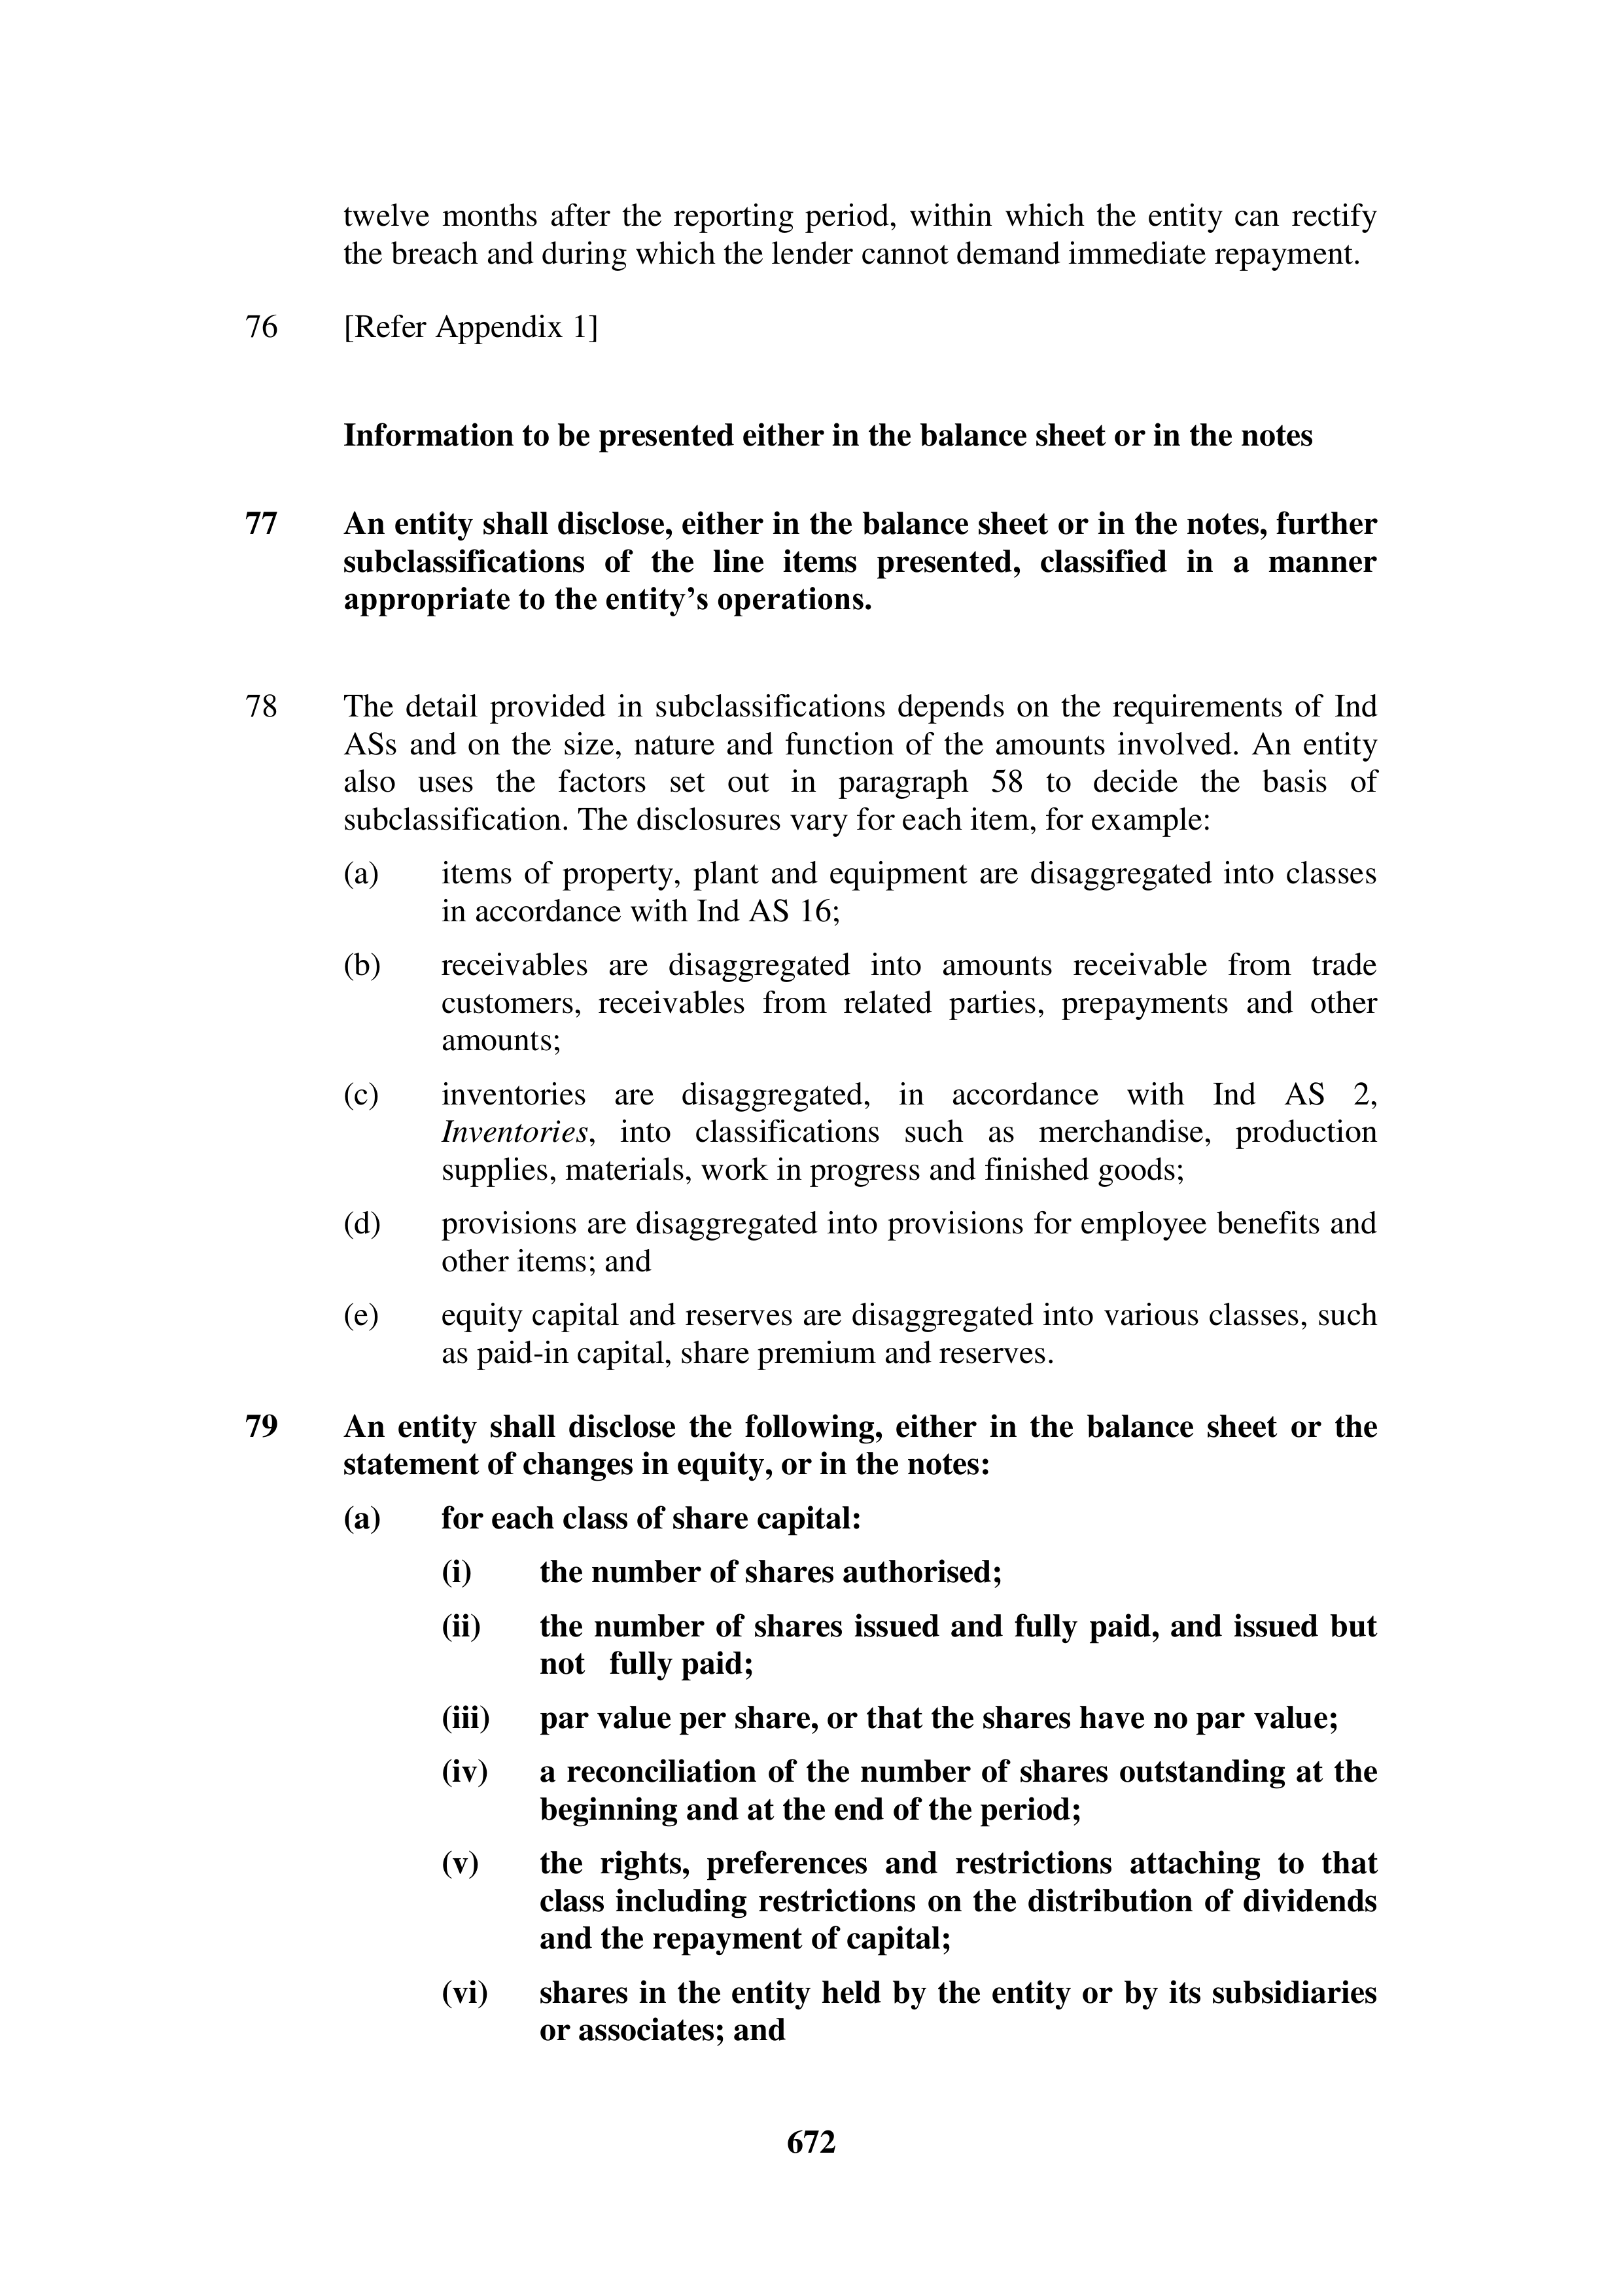 twelve months after the reporting period, within which the entity can rectify
the breach and during which the lender cannot demand immediate repayment.
76 [Refer Appendix 1]
Information to be presented either in the balance sheet or in the notes
77 An entity shall disclose, either in the balance sheet or in the notes, further
subclassifications of the line items presented, classified in a manner
appropriate to the entity’s operations.
78 The detail provided in subclassifications depends on the requirements of Ind
ASs and on the size, nature and function of the amounts involved. An entity
also uses the factors set out in paragraph 58 to decide the basis of
subclassification. The disclosures vary for each item, for example:
(a) items of property, plant and equipment are disaggregated into classes
in accordance with Ind AS 16;
(b) receivables are disaggregated into amounts receivable from trade
customers, receivables from related parties, prepayments and other
amounts;
(c) inventories are disaggregated, in accordance with Ind AS 2,
Inventories, into classifications such as merchandise, production
supplies, materials, work in progress and finished goods;
(d) provisions are disaggregated into provisions for employee benefits and
other items; and
(e) equity capital and reserves are disaggregated into various classes, such
as paid-in capital, share premium and reserves.
79 An entity shall disclose the following, either in the balance sheet or the
statement of changes in equity, or in the notes:
(a) for each class of share capital:
(i) the number of shares authorised;
(ii) the number of shares issued and fully paid, and issued but
not fully paid;
(iii) par value per share, or that the shares have no par value;
(iv) a reconciliation of the number of shares outstanding at the
beginning and at the end of the period;
(v) the rights, preferences and restrictions attaching to that
class including restrictions on the distribution of dividends
and the repayment of capital;
(vi) shares in the entity held by the entity or by its subsidiaries
or associates; and
672